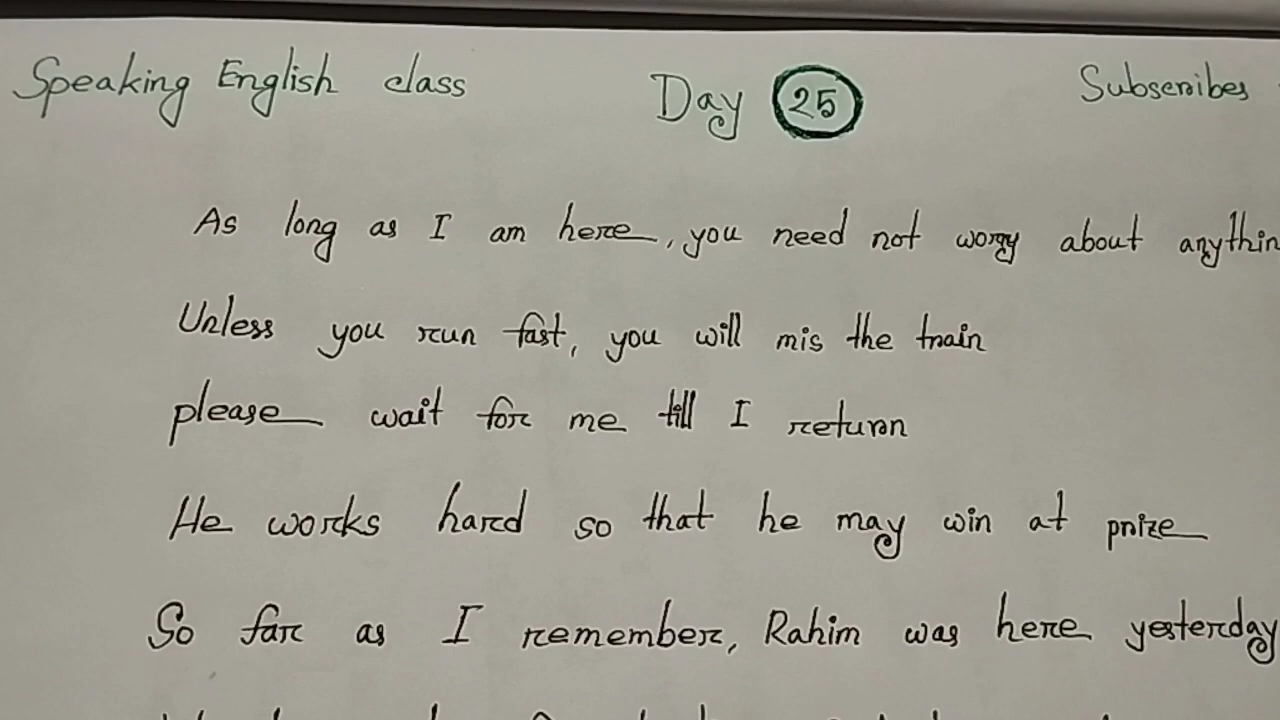 Speaking English class Day 25 Subscribes
As long as I am here, you need not worry about anythin
Unless you run fast, you will mis the train
please wait for me till I return
He works hard so that he may win at prize
So far as I remember, Rahim was here yesterday